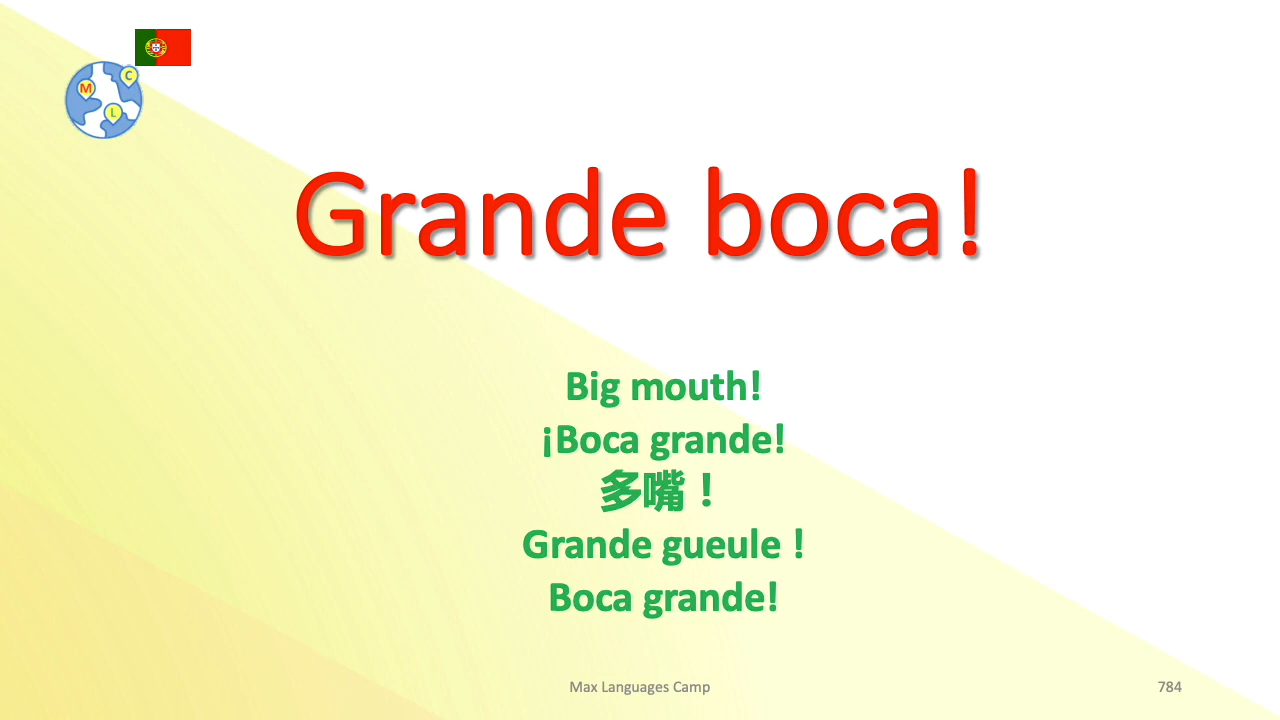 M
C
L
Grande boca!
Big mouth!
¡Boca grande!
多嘴！
Grande gueule !
Boca grande!
Max Languages Camp
784